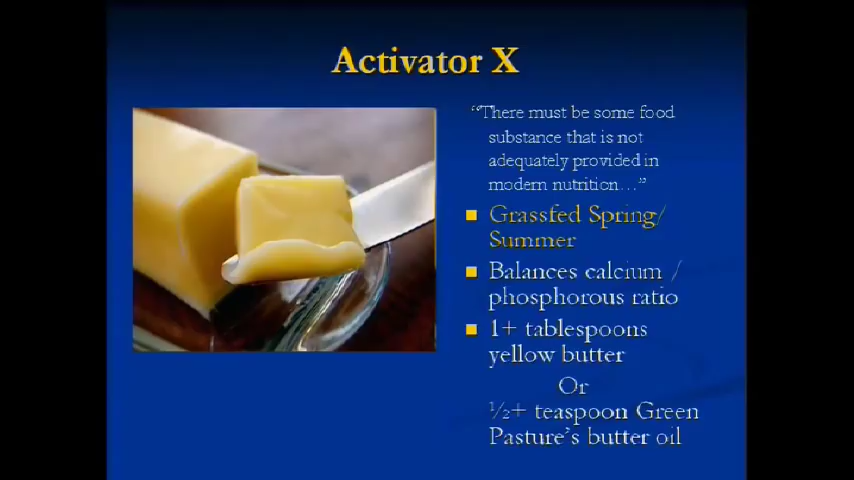 Activator X
“There must be some food
substance that is not
adequately provided in
modern nutrition…”
Grassfed Spring/
Summer
Balances calcium /
phosphorous ratio
1+ tablespoons
yellow butter
Or
½+ teaspoon Green
Pasture’s butter oil